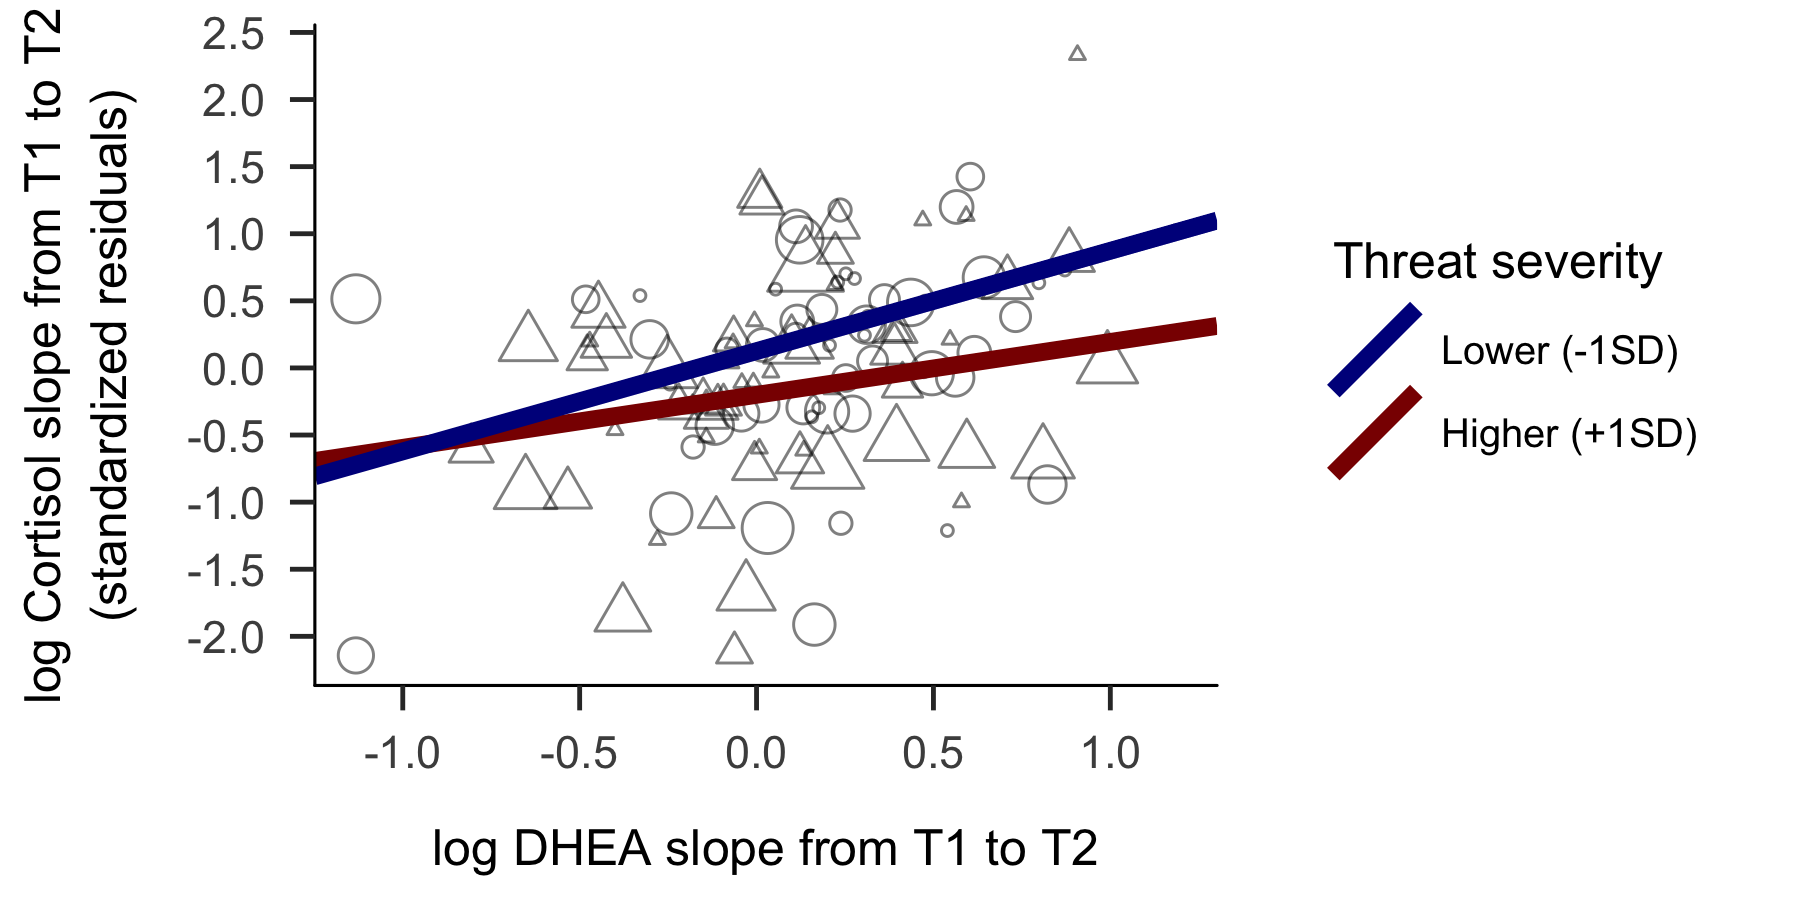 log Cortisol slope from T1 to T2
(standardized residuals)
2.5
2.0
1.5
1.0
0.5
0.0
-0.5
-1.0
-1.5
-2.0
-1.0 -0.5 0.0 0.5 1.0
log DHEA slope from T1 to T2
Threat severity
Lower (-1SD)
Higher (+1SD)